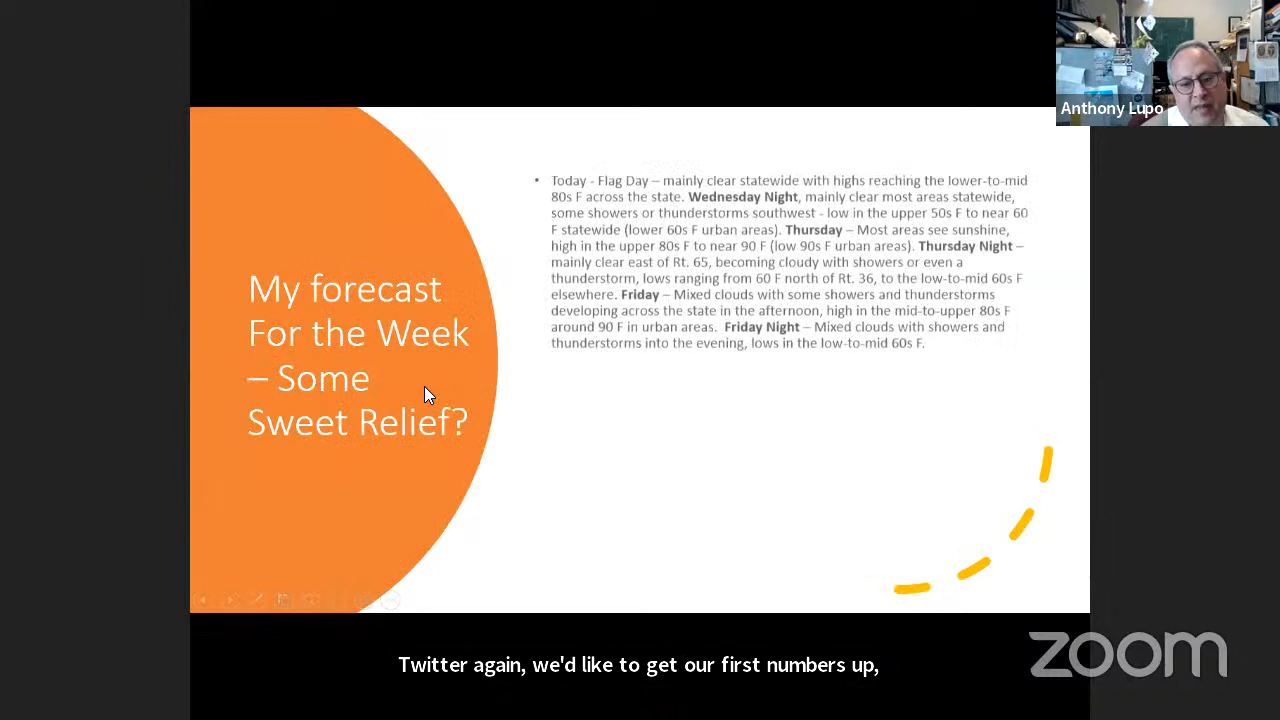 Anthony Lupo
My forecast
For the Week
– Some
Sweet Relief?
• Today - Flag Day – mainly clear statewide with highs reaching the lower-to-mid
80s F across the state. Wednesday Night, mainly clear most areas statewide,
some showers or thunderstorms southwest - low in the upper 50s F to near 60
F statewide (lower 60s F urban areas). Thursday – Most areas see sunshine,
high in the upper 80s F to near 90 F (low 90s F urban areas). Thursday Night –
mainly clear east of Rt. 65, becoming cloudy with showers or even a
thunderstorm, lows ranging from 60 F north of Rt. 36, to the low-to-mid 60s F
elsewhere. Friday – Mixed clouds with some showers and thunderstorms
developing across the state in the afternoon, high in the mid-to-upper 80s F
around 90 F in urban areas. Friday Night – Mixed clouds with showers and
thunderstorms into the evening, lows in the low-to-mid 60s F.
Twitter again, we'd like to get our first numbers up,
zoom